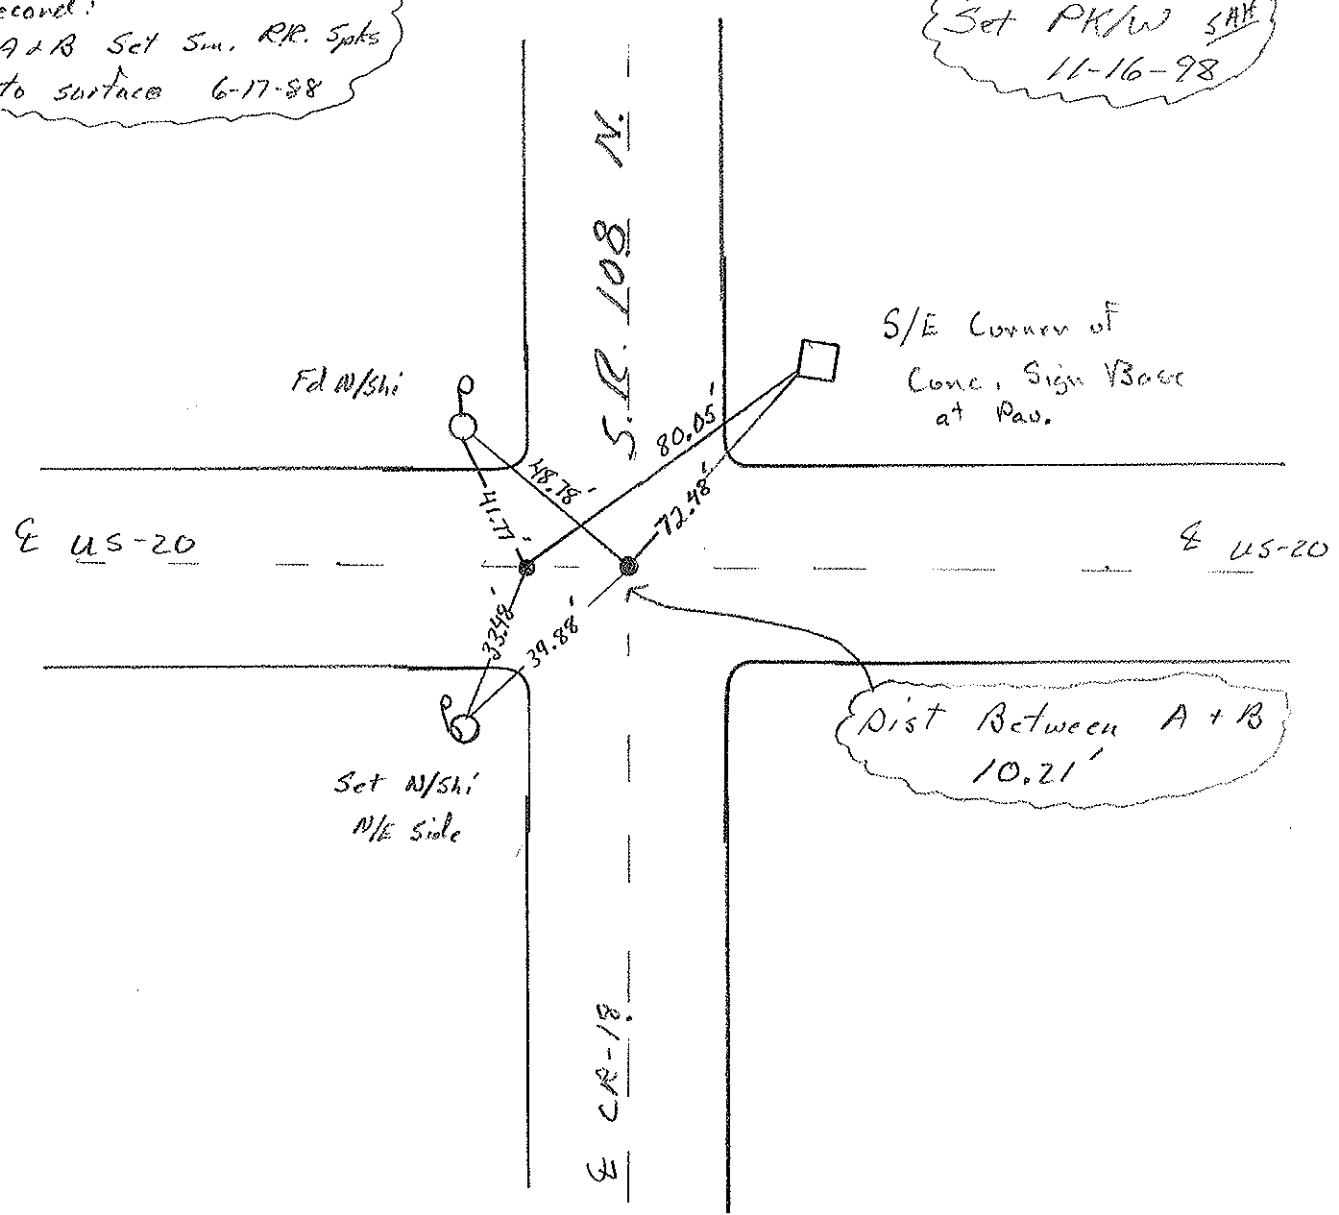 econd:
A & B Set Sm. R.R. Spks
to surface 6-17-88
Set PK/W SAH
11-16-98
S.R. 108 N.
Fd N/Shi
S/E Corner of
Conc. Sign Base
at Pav.
80.05'
48.78'
41.77'
72.48'
℄ US-20
℄ US-20
33.48'
39.88'
Dist Between A + B
10.21'
Set N/Shi
N/E Side
℄ CR-18